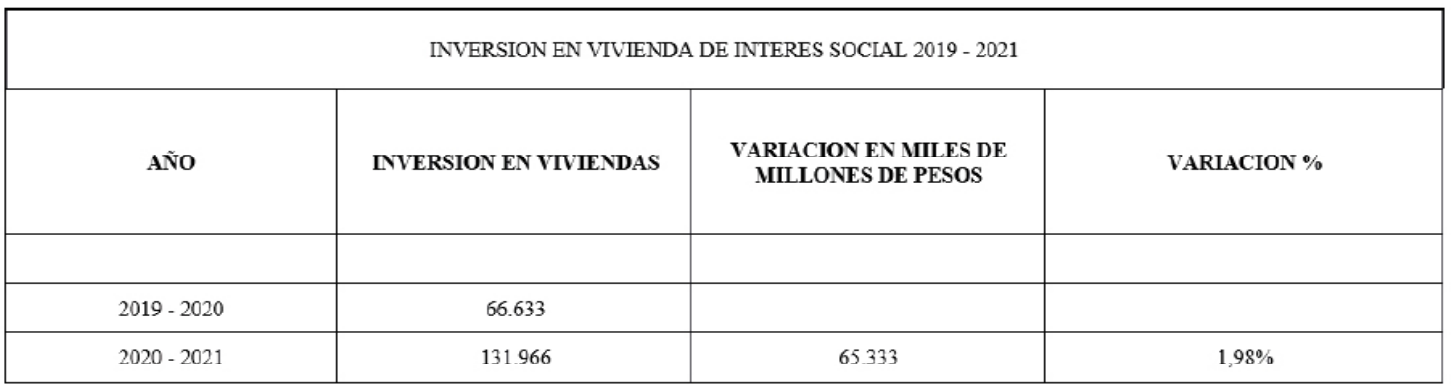 INVERSION EN VIVIENDA DE INTERES SOCIAL 2019 - 2021
AÑO
INVERSION EN VIVIENDAS
VARIACION EN MILES DE
MILLONES DE PESOS
VARIACION %
2019 - 2020
66.633
2020 - 2021
131.966
65.333
1,98%